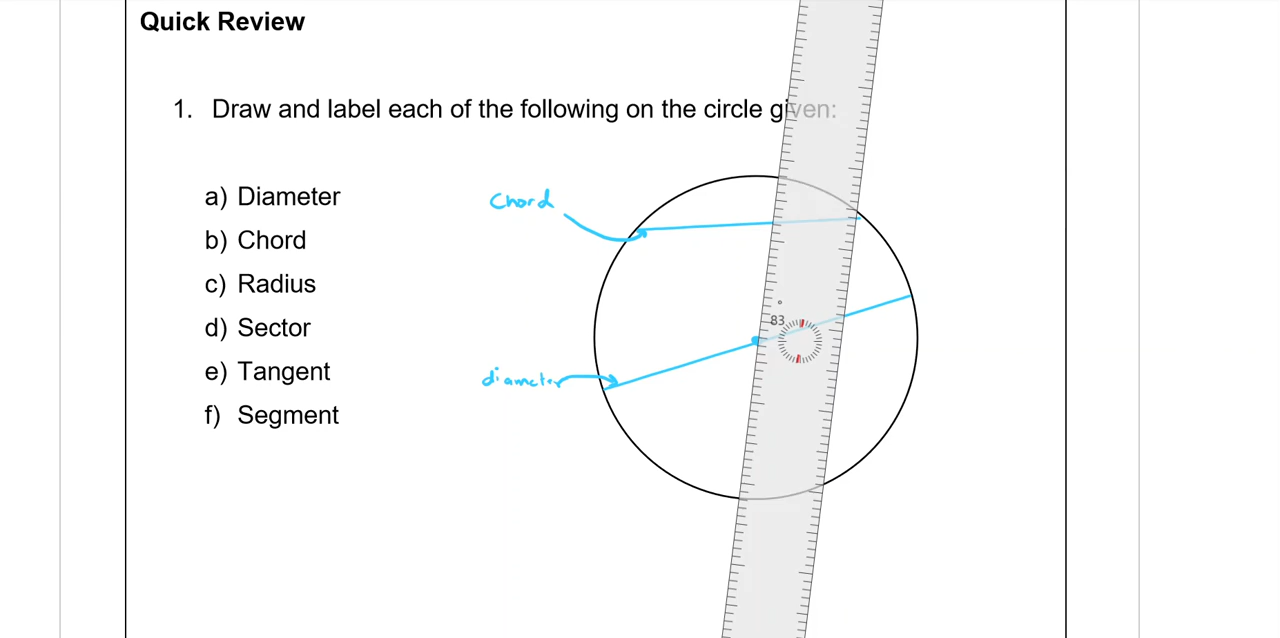 Quick Review
1. Draw and label each of the following on the circle given:
a) Diameter
Chord
b) Chord
c) Radius
83°
d) Sector
e) Tangent
diameter
f) Segment